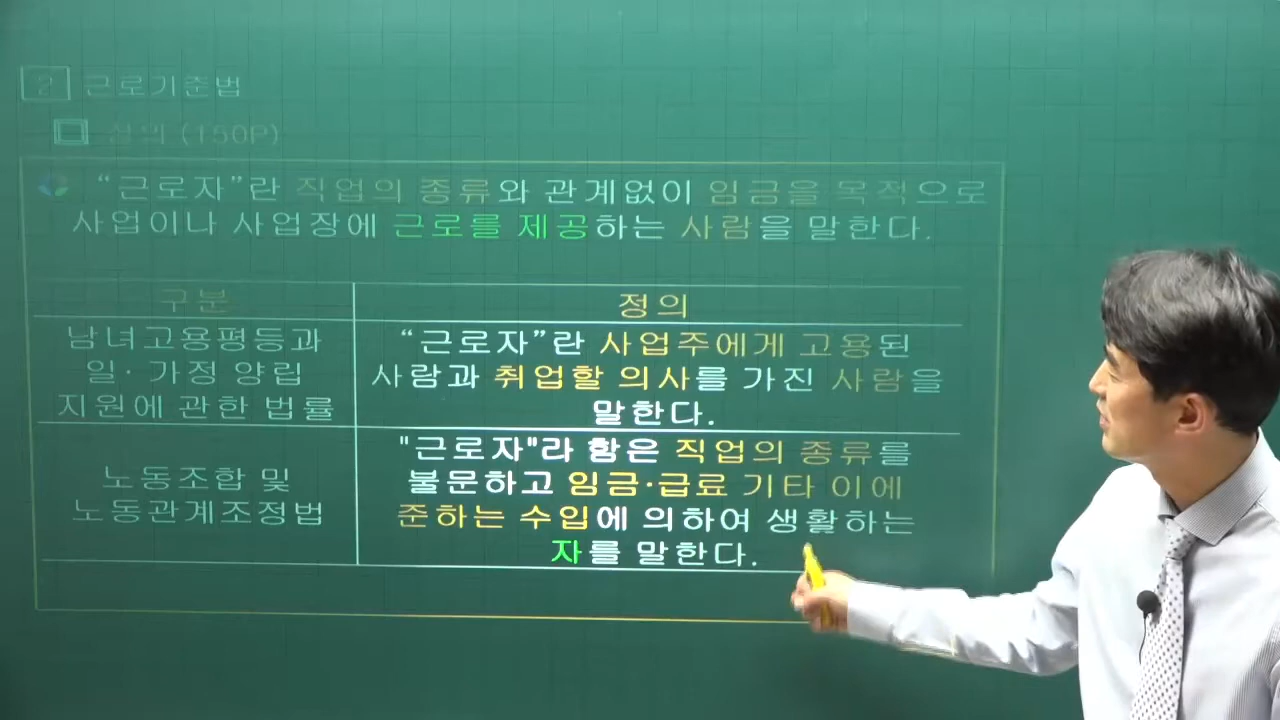 2 근로기준법
정의 (150P)
“근로자”란 직업의 종류와 관계없이 임금을 목적으로
사업이나 사업장에 근로를 제공하는 사람을 말한다.
구분
정의
남녀고용평등과
일· 가정 양립
지원에 관한 법률
“근로자”란 사업주에게 고용된
사람과 취업할 의사를 가진 사람을
말한다.
노동조합 및
노동관계조정법
"근로자"라 함은 직업의 종류를
불문하고 임금·급료 기타 이에
준하는 수입에 의하여 생활하는
자를 말한다.